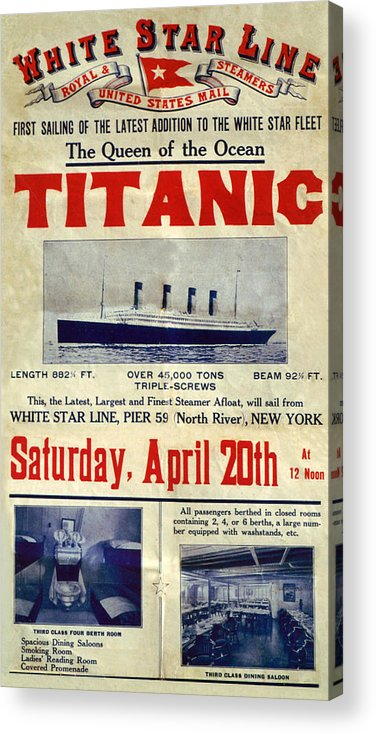 WHITE STAR LINE
ROYAL & UNITED STATES MAIL STEAMERS
FIRST SAILING OF THE LATEST ADDITION TO THE WHITE STAR FLEET
The Queen of the Ocean
TITANIC
LENGTH 882½ FT. OVER 45,000 TONS BEAM 92½ FT.
TRIPLE-SCREWS
This, the Latest, Largest and Finest Steamer Afloat, will sail from
WHITE STAR LINE, PIER 59 (North River), NEW YORK
Saturday, April 20th At
12 Noon
THIRD CLASS FOUR BERTH ROOM
Spacious Dining Saloons
Smoking Room
Ladies' Reading Room
Covered Promenade
All passengers berthed in closed rooms
containing 2, 4, or 6 berths, a large num-
ber equipped with washstands, etc.
THIRD CLASS DINING SALOON